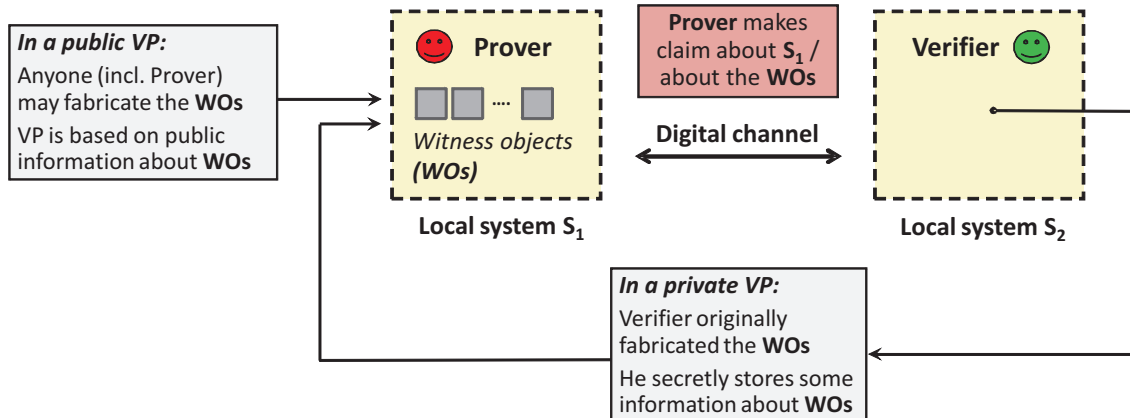 In a public VP:
Anyone (incl. Prover)
may fabricate the WOs
VP is based on public
information about WOs
Prover
....
Witness objects
(WOs)
Local system S₁
Prover makes
claim about S₁ /
about the WOs
Digital channel
Verifier
Local system S₂
In a private VP:
Verifier originally
fabricated the WOs
He secretly stores some
information about WOs